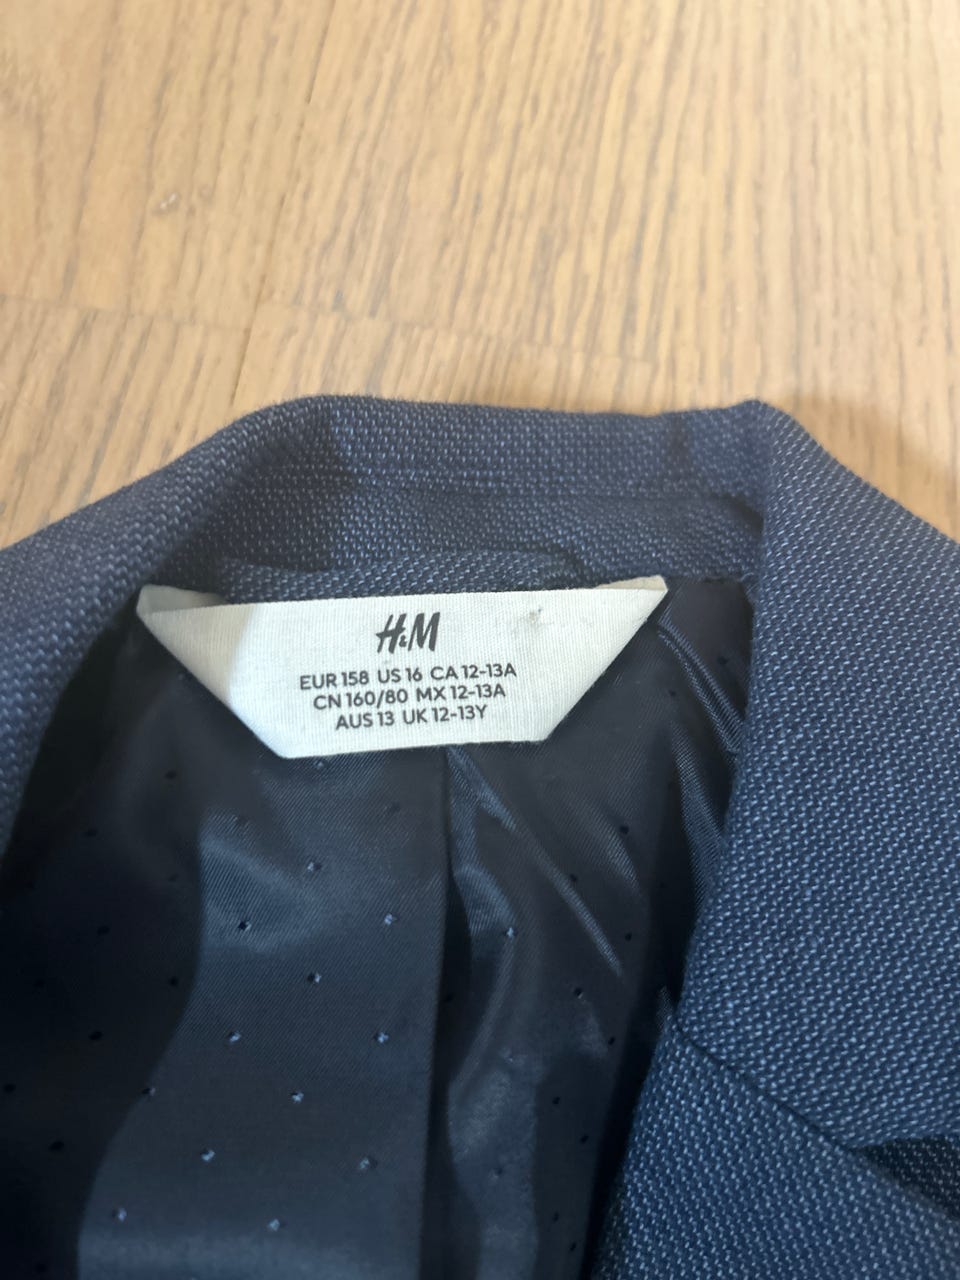 H&M
EUR 158 US 16 CA 12-13A
CN 160/80 MX 12-13A
AUS 13 UK 12-13Y